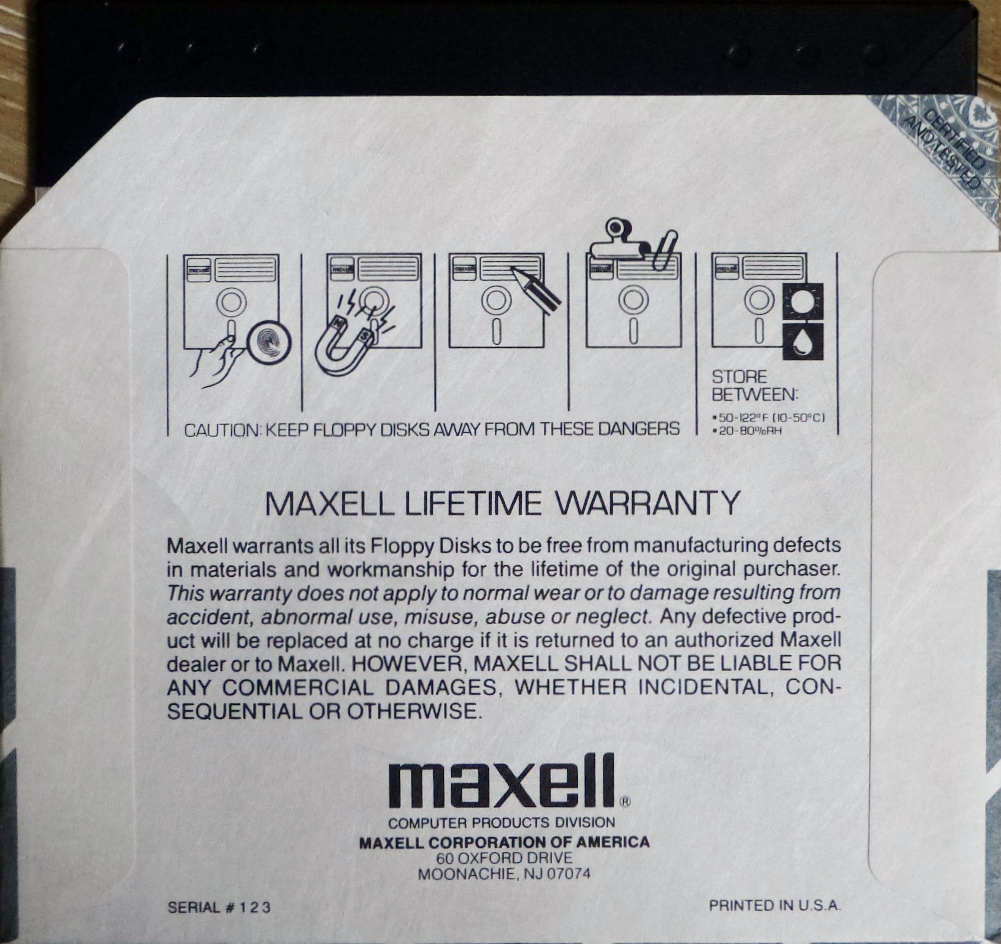 CERTIFIED
AND TESTED
maxell
maxell
maxell
maxell
maxell
N
S
STORE
BETWEEN:
•50-122°F (10-50°C)
•20-80%RH
CAUTION: KEEP FLOPPY DISKS AWAY FROM THESE DANGERS
MAXELL LIFETIME WARRANTY
Maxell warrants all its Floppy Disks to be free from manufacturing defects
in materials and workmanship for the lifetime of the original purchaser.
This warranty does not apply to normal wear or to damage resulting from
accident, abnormal use, misuse, abuse or neglect. Any defective prod-
uct will be replaced at no charge if it is returned to an authorized Maxell
dealer or to Maxell. HOWEVER, MAXELL SHALL NOT BE LIABLE FOR
ANY COMMERCIAL DAMAGES, WHETHER INCIDENTAL, CON-
SEQUENTIAL OR OTHERWISE.
maxell®
COMPUTER PRODUCTS DIVISION
MAXELL CORPORATION OF AMERICA
60 OXFORD DRIVE
MOONACHIE, NJ 07074
SERIAL # 1 2 3
PRINTED IN U.S.A.